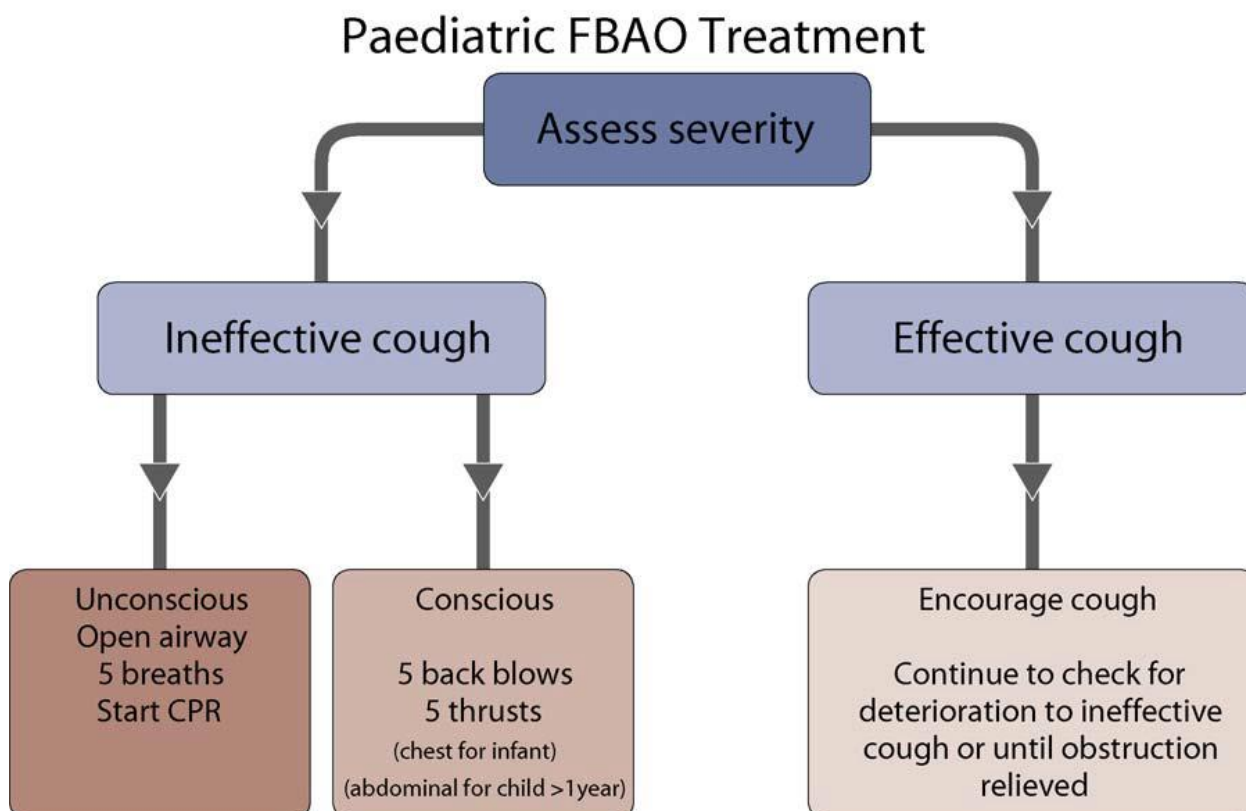 Paediatric FBAO Treatment
Assess severity
Ineffective cough
Effective cough
Unconscious
Open airway
5 breaths
Start CPR
Conscious
5 back blows
5 thrusts
(chest for infant)
(abdominal for child >1year)
Encourage cough
Continue to check for
deterioration to ineffective
cough or until obstruction
relieved